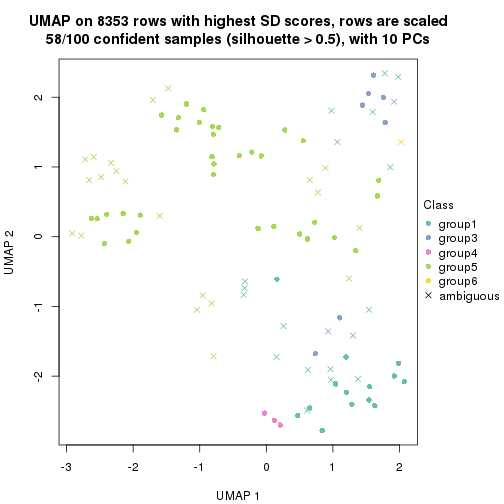 UMAP on 8353 rows with highest SD scores, rows are scaled
58/100 confident samples (silhouette > 0.5), with 10 PCs
2
1
0
-1
-2
UMAP 2
-3
-2
-1
0
1
2
UMAP 1
Class
group1
group3
group4
group5
group6
ambiguous